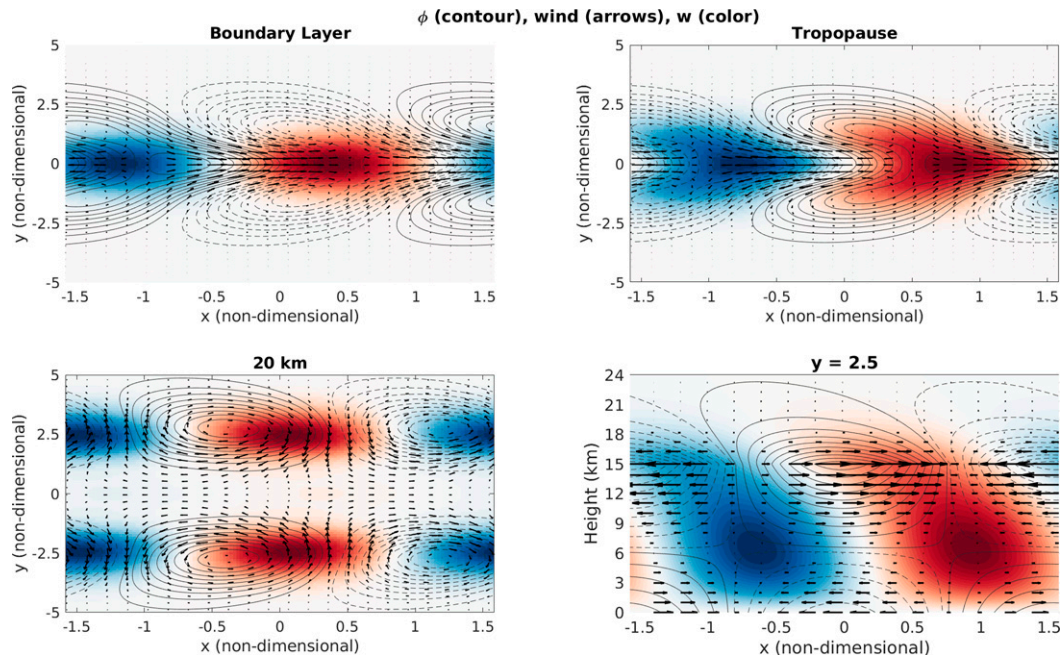 ϕ (contour), wind (arrows), w (color)
Boundary Layer
Tropopause
5
2.5
0
-2.5
-5
y (non-dimensional)
-1.5 -1 -0.5 0 0.5 1 1.5
x (non-dimensional)
5
2.5
0
-2.5
-5
y (non-dimensional)
-1.5 -1 -0.5 0 0.5 1 1.5
x (non-dimensional)
20 km
y = 2.5
5
2.5
0
-2.5
-5
y (non-dimensional)
-1.5 -1 -0.5 0 0.5 1 1.5
x (non-dimensional)
24
21
18
15
12
9
6
3
0
Height (km)
-1.5 -1 -0.5 0 0.5 1 1.5
x (non-dimensional)